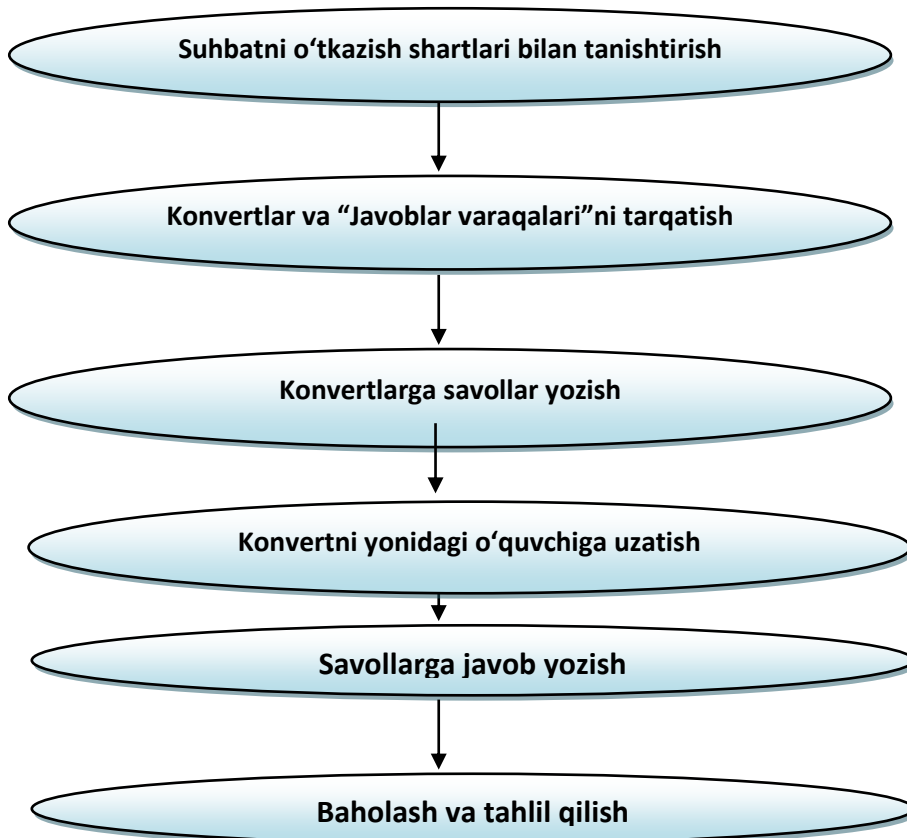 Suhbatni o‘tkazish shartlari bilan tanishtirish
Konvertlar va “Javoblar varaqalari”ni tarqatish
Konvertlarga savollar yozish
Konvertni yonidagi o‘quvchiga uzatish
Savollarga javob yozish
Baholash va tahlil qilish